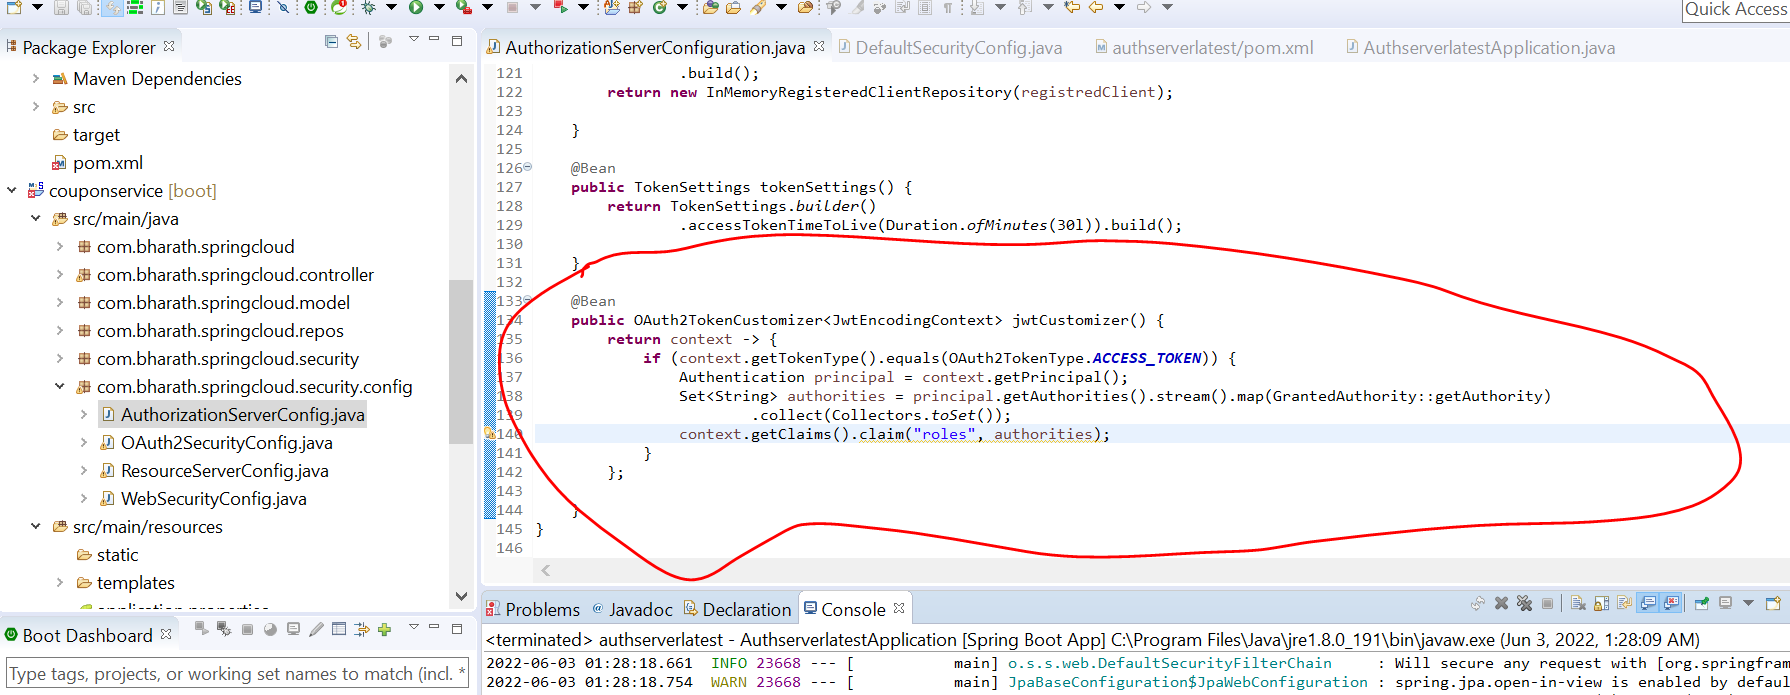 Quick Access
Package Explorer
Maven Dependencies
src
target
pom.xml
couponservice [boot]
src/main/java
com.bharath.springcloud
com.bharath.springcloud.controller
com.bharath.springcloud.model
com.bharath.springcloud.repos
com.bharath.springcloud.security
com.bharath.springcloud.security.config
AuthorizationServerConfig.java
OAuth2SecurityConfig.java
ResourceServerConfig.java
WebSecurityConfig.java
src/main/resources
static
templates
application.properties
Boot Dashboard
Type tags, projects, or working set names to match (incl. *
AuthorizationServerConfiguration.java DefaultSecurityConfig.java authserverlatest/pom.xml AuthserverlatestApplication.java
121 .build();
122 return new InMemoryRegisteredClientRepository(registredClient);
123
124 }
125
126 @Bean
127 public TokenSettings tokenSettings() {
128 return TokenSettings.builder()
129 .accessTokenTimeToLive(Duration.ofMinutes(30l)).build();
130
131 }
132
133 @Bean
134 public OAuth2TokenCustomizer<JwtEncodingContext> jwtCustomizer() {
135 return context -> {
136 if (context.getTokenType().equals(OAuth2TokenType.ACCESS_TOKEN)) {
137 Authentication principal = context.getPrincipal();
138 Set<String> authorities = principal.getAuthorities().stream().map(GrantedAuthority::getAuthority)
139 .collect(Collectors.toSet());
140 context.getClaims().claim("roles", authorities);
141 }
142 };
143
144 }
145 }
146
Problems @ Javadoc Declaration Console
<terminated> authserverlatest - AuthserverlatestApplication [Spring Boot App] C:\Program Files\Java\jre1.8.0_191\bin\javaw.exe (Jun 3, 2022, 1:28:09 AM)
2022-06-03 01:28:18.661 INFO 23668 --- [ main] o.s.s.web.DefaultSecurityFilterChain : Will secure any request with [org.springfram
2022-06-03 01:28:18.754 WARN 23668 --- [ main] JpaBaseConfiguration$JpaWebConfiguration : spring.jpa.open-in-view is enabled by defaul